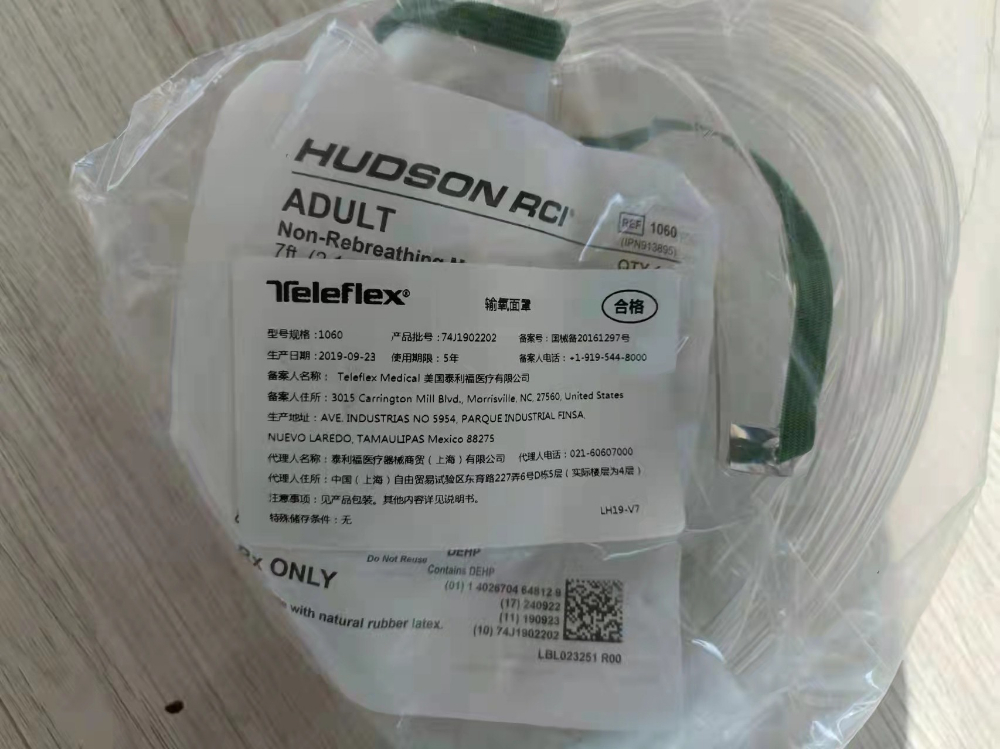 HUDSON RCI
ADULT
Non-Rebreathing
7ft.
REF 1060
(IPN913895)
QTY
Teleflex®
输氧面罩
合格
型号规格：1060 产品批号：74J1902202 备案号：国械备20161297号
生产日期：2019-09-23 使用期限：5年 备案人电话：+1-919-544-8000
备案人名称： Teleflex Medical 美国泰利福医疗有限公司
备案人住所：3015 Carrington Mill Blvd., Morrisville, NC, 27560, United States
生产地址：AVE. INDUSTRIAS NO 5954, PARQUE INDUSTRIAL FINSA,
NUEVO LAREDO, TAMAULIPAS Mexico 88275
代理人名称：泰利福医疗器械商贸（上海）有限公司 代理人电话：021-60607000
代理人住所：中国（上海）自由贸易试验区东育路227弄6号D栋5层（实际楼层为4层）
注意事项：见产品包装。其他内容详见说明书。
特殊储存条件：无
LH19-V7
Rx ONLY
Do Not Reuse
DEHP
Contains DEHP
with natural rubber latex.
(01) 1 4026704 64812 9
(17) 240922
(11) 190923
(10) 74J1902202
LBL023251 R00